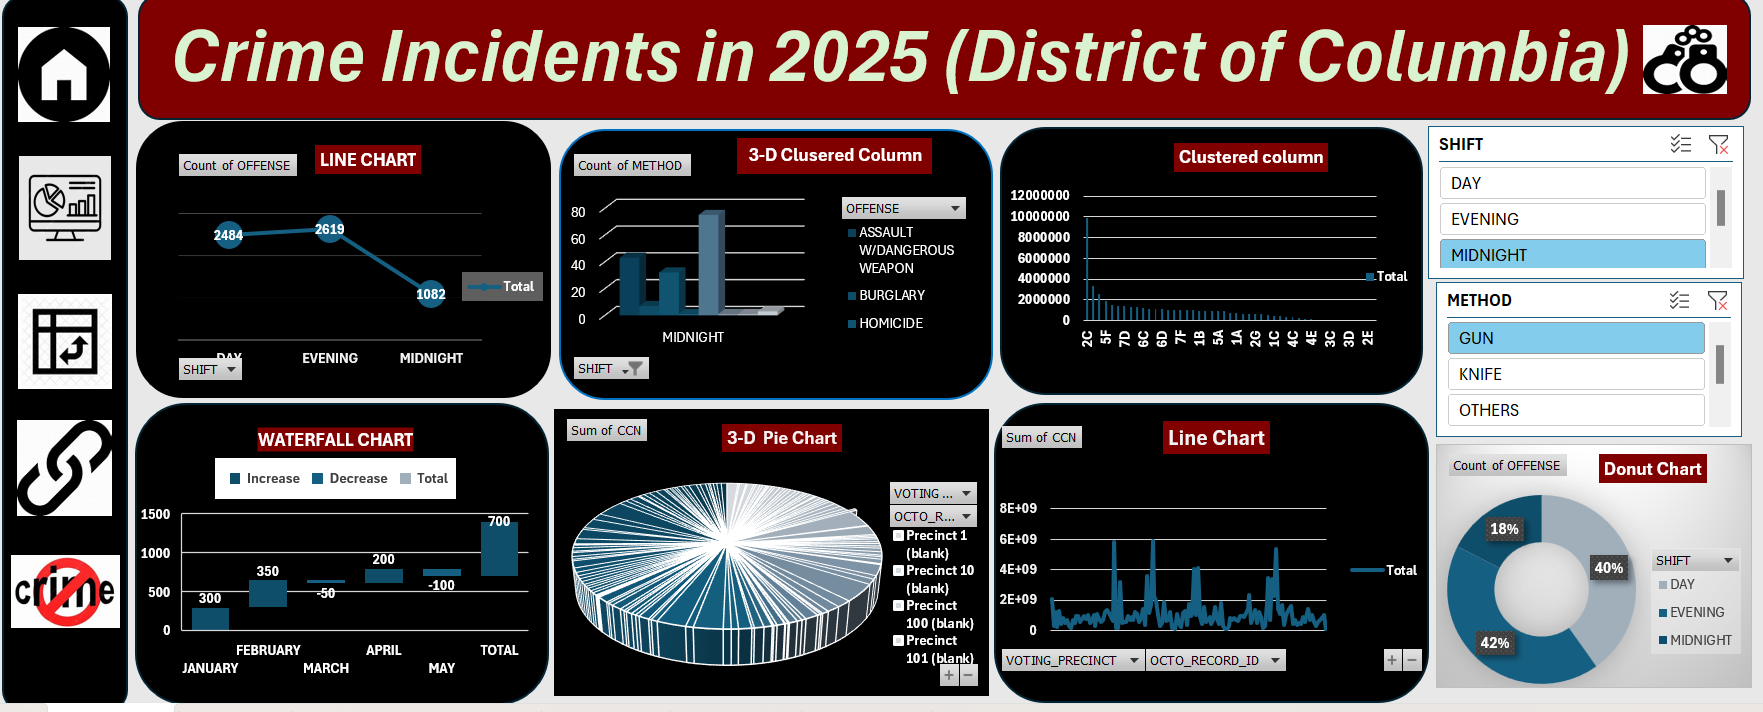 Crime Incidents in 2025 (District of Columbia)
Count of OFFENSE
LINE CHART
2484
2619
1082
Total
DAY
EVENING
MIDNIGHT
SHIFT
Count of METHOD
3-D Clusered Column
80
60
40
20
0
MIDNIGHT
OFFENSE
ASSAULT
W/DANGEROUS
WEAPON
BURGLARY
HOMICIDE
SHIFT
Clustered column
12000000
10000000
8000000
6000000
4000000
2000000
0
Total
2C
5F
7D
6C
6D
7F
1B
5A
1A
2G
1C
4C
4E
3C
3D
2E
SHIFT
DAY
EVENING
MIDNIGHT
METHOD
GUN
KNIFE
OTHERS
WATERFALL CHART
Increase
Decrease
Total
1500
1000
500
0
300
350
-50
200
-100
700
JANUARY
FEBRUARY
MARCH
APRIL
MAY
TOTAL
crime
Sum of CCN
3-D Pie Chart
VOTING ...
OCTO_R...
Precinct 1
(blank)
Precinct 10
(blank)
Precinct
100 (blank)
Precinct
101 (blank)
Sum of CCN
Line Chart
8E+09
6E+09
4E+09
2E+09
0
Total
VOTING_PRECINCT
OCTO_RECORD_ID
Count of OFFENSE
Donut Chart
18%
40%
42%
SHIFT
DAY
EVENING
MIDNIGHT